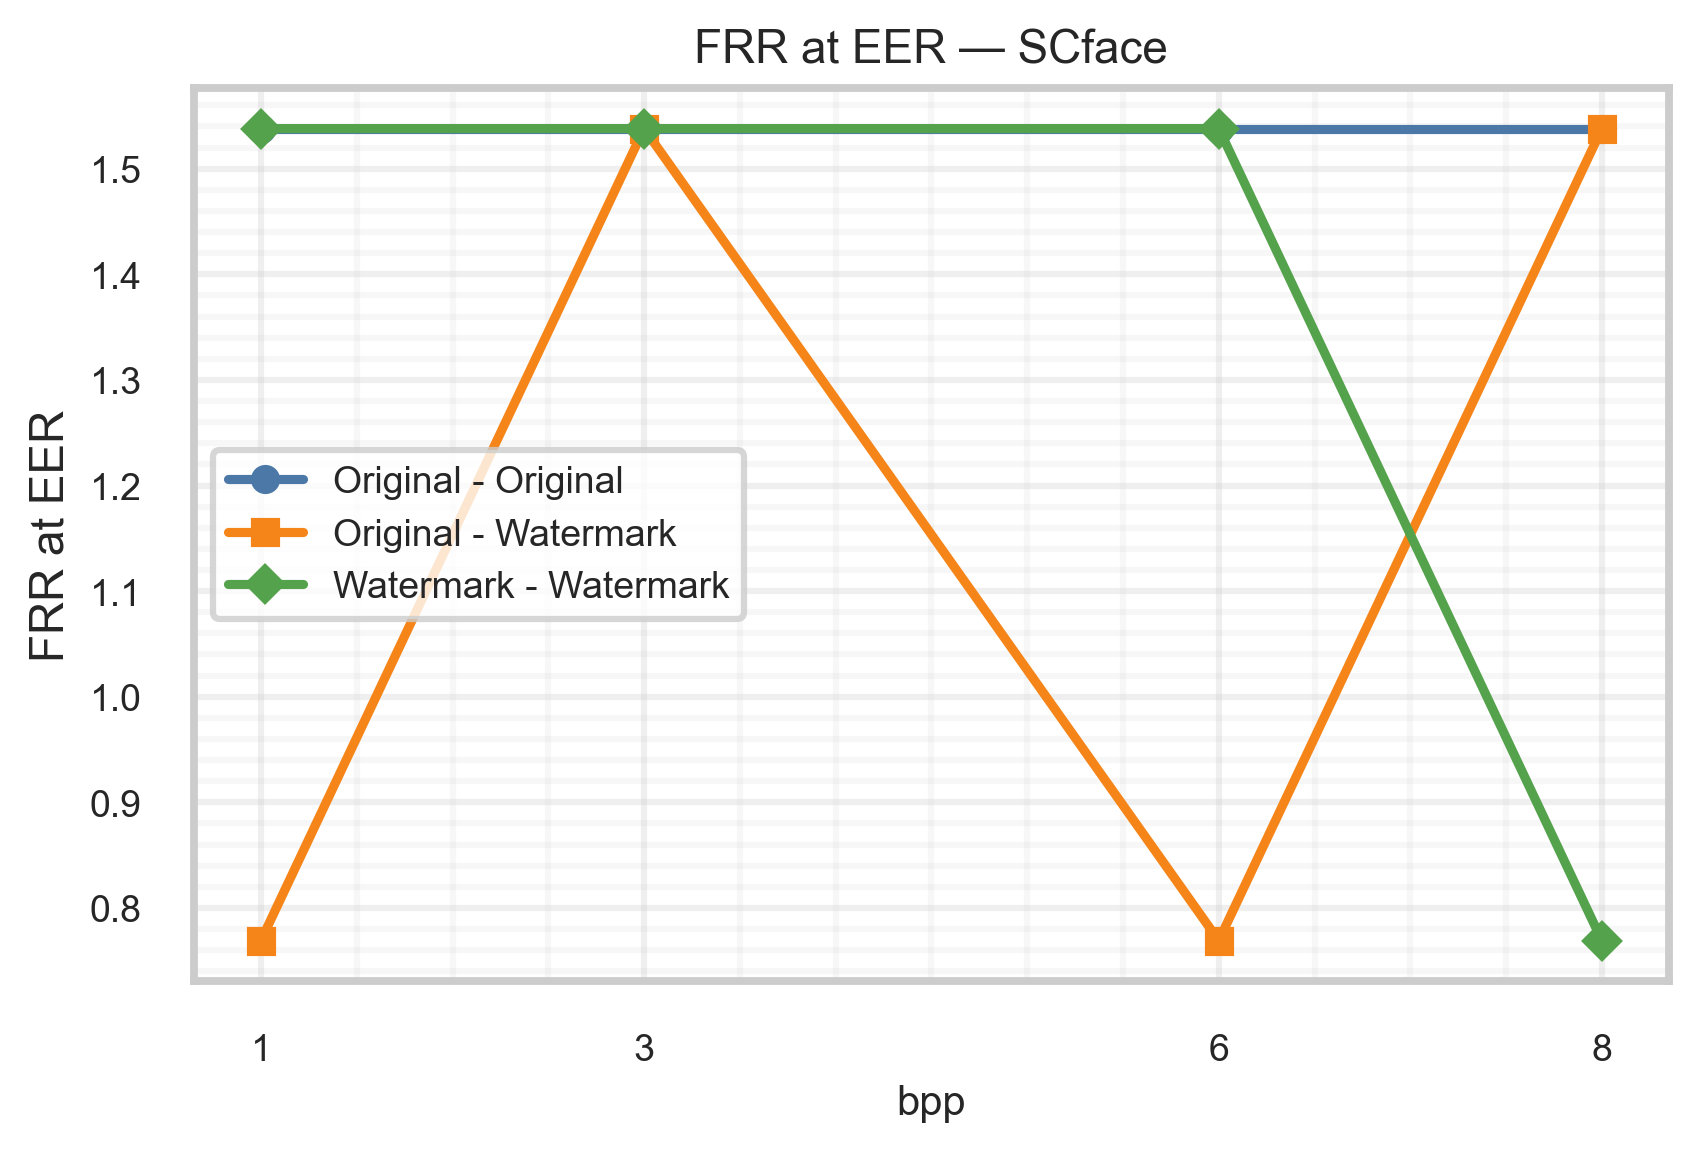 FRR at EER — SCface
FRR at EER
1.5
1.4
1.3
1.2
1.1
1.0
0.9
0.8
Original - Original
Original - Watermark
Watermark - Watermark
1 3 6 8
bpp